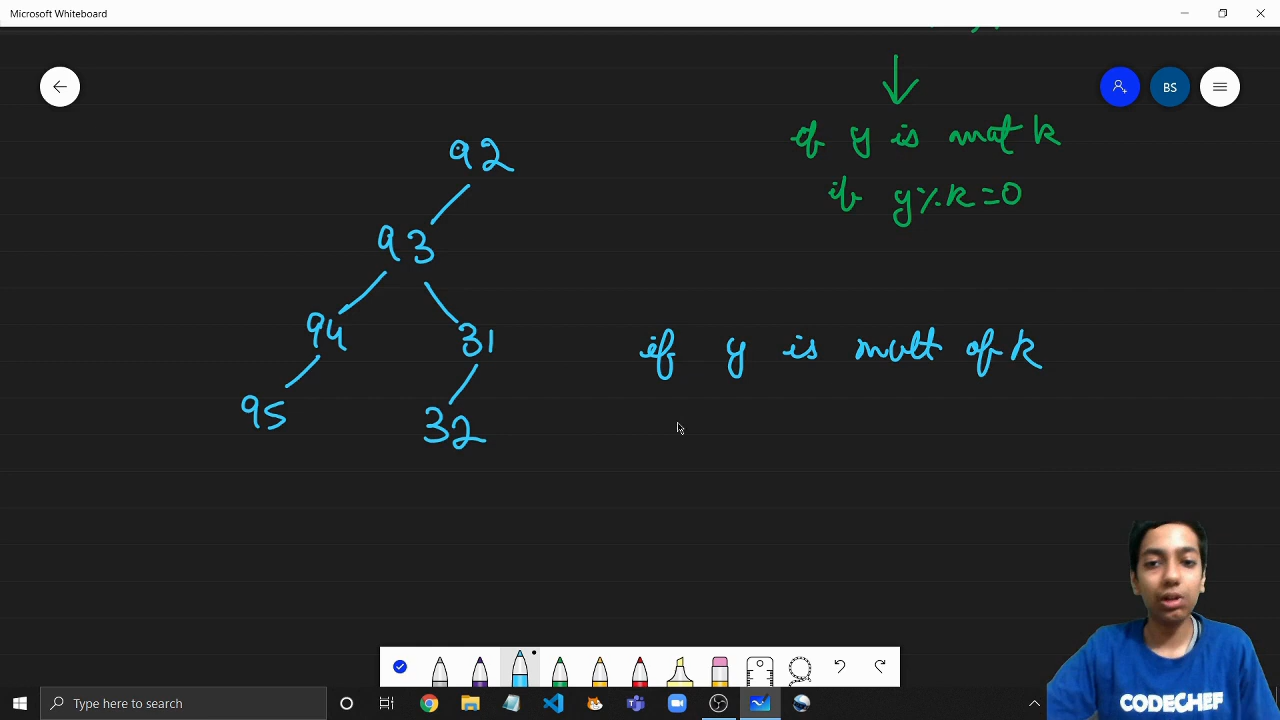 Microsoft Whiteboard
BS
if y is mat k
if y%k=0
92
93
94
31
95
32
if y is mult of k
Type here to search
CODECHEF